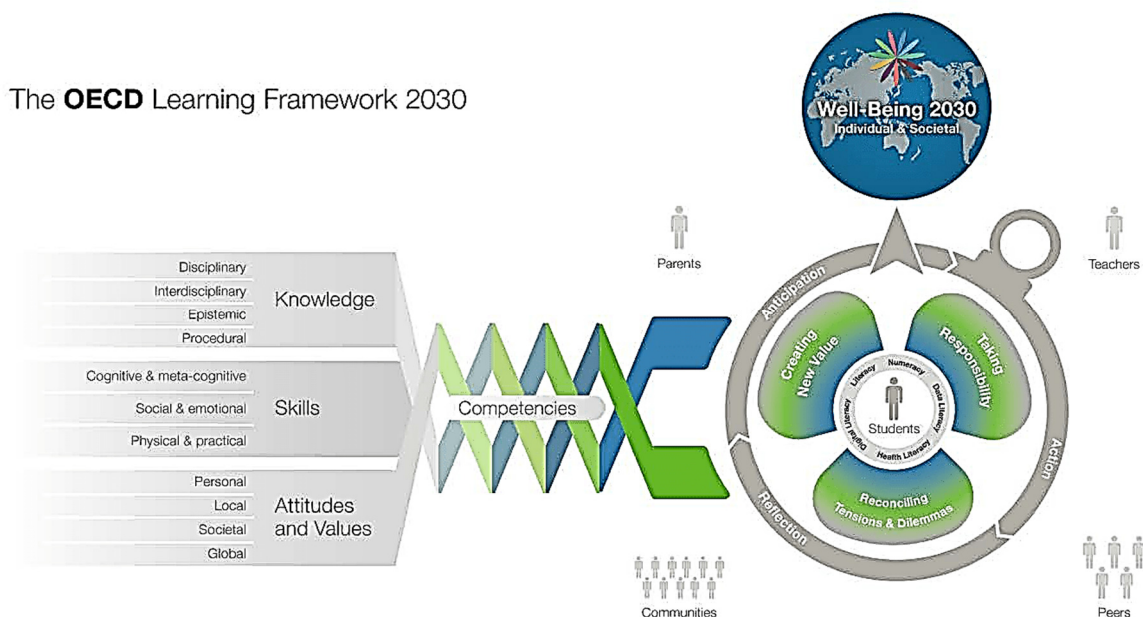 The OECD Learning Framework 2030
Well-Being 2030
Individual & Societal
Parents
Teachers
Disciplinary
Interdisciplinary
Epistemic
Procedural
Knowledge
Cognitive & meta-cognitive
Social & emotional
Physical & practical
Skills
Personal
Local
Societal
Global
Attitudes
and Values
Competencies
Anticipation
Action
Reflection
Creating
New Value
Taking
Responsibility
Reconciling
Tensions & Dilemmas
Literacy
Numeracy
Data Literacy
Health Literacy
Digital Literacy
Students
Communities
Peers